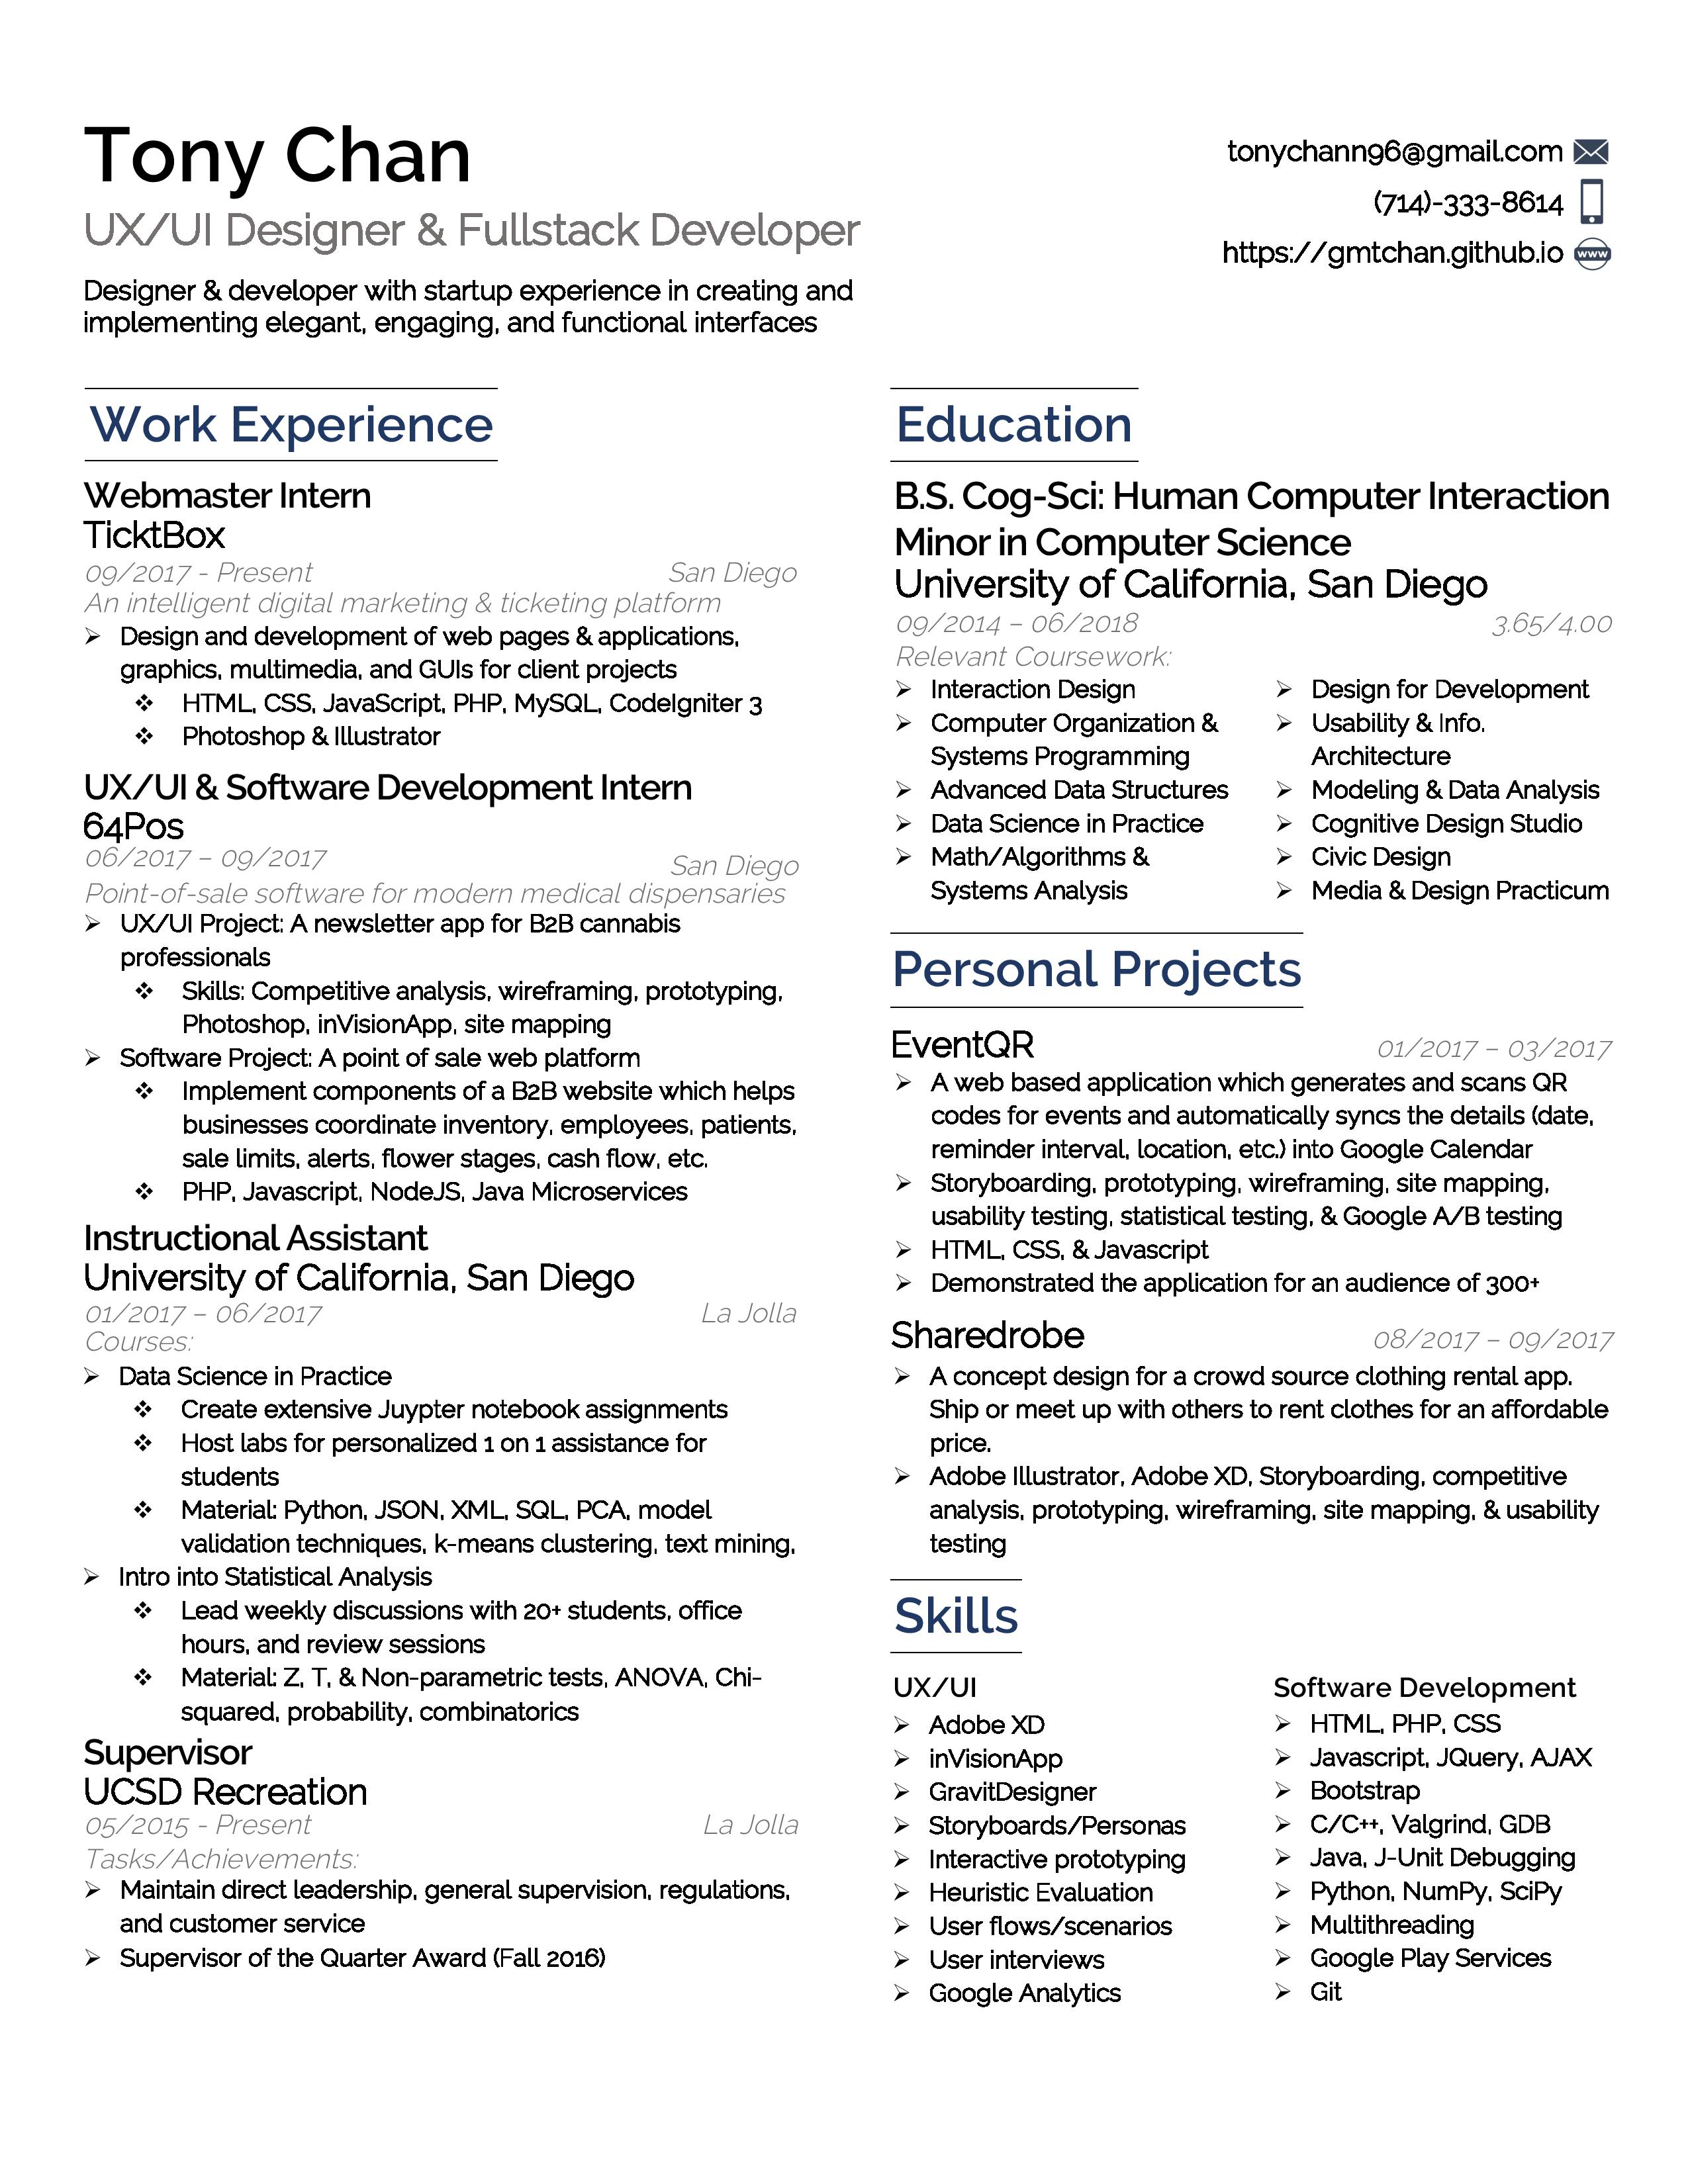 Tony Chan
UX/UI Designer & Fullstack Developer
Designer & developer with startup experience in creating and
implementing elegant, engaging, and functional interfaces
tonychann96@gmail.com
(714)-333-8614
https://gmtchan.github.io
www
Work Experience
Webmaster Intern
TicktBox
09/2017 - Present San Diego
An intelligent digital marketing & ticketing platform
➢ Design and development of web pages & applications,
graphics, multimedia, and GUIs for client projects
❖ HTML, CSS, JavaScript, PHP, MySQL, CodeIgniter 3
❖ Photoshop & Illustrator
UX/UI & Software Development Intern
64Pos
06/2017 – 09/2017 San Diego
Point-of-sale software for modern medical dispensaries
➢ UX/UI Project: A newsletter app for B2B cannabis
professionals
❖ Skills: Competitive analysis, wireframing, prototyping,
Photoshop, inVisionApp, site mapping
➢ Software Project: A point of sale web platform
❖ Implement components of a B2B website which helps
businesses coordinate inventory, employees, patients,
sale limits, alerts, flower stages, cash flow, etc.
❖ PHP, Javascript, NodeJS, Java Microservices
Instructional Assistant
University of California, San Diego
01/2017 – 06/2017 La Jolla
Courses:
➢ Data Science in Practice
❖ Create extensive Juypter notebook assignments
❖ Host labs for personalized 1 on 1 assistance for
students
❖ Material: Python, JSON, XML, SQL, PCA, model
validation techniques, k-means clustering, text mining,
➢ Intro into Statistical Analysis
❖ Lead weekly discussions with 20+ students, office
hours, and review sessions
❖ Material: Z, T, & Non-parametric tests, ANOVA, Chi-
squared, probability, combinatorics
Supervisor
UCSD Recreation
05/2015 - Present La Jolla
Tasks/Achievements:
➢ Maintain direct leadership, general supervision, regulations,
and customer service
➢ Supervisor of the Quarter Award (Fall 2016)
Education
B.S. Cog-Sci: Human Computer Interaction
Minor in Computer Science
University of California, San Diego
09/2014 – 06/2018 3.65/4.00
Relevant Coursework:
➢ Interaction Design
➢ Computer Organization &
Systems Programming
➢ Advanced Data Structures
➢ Data Science in Practice
➢ Math/Algorithms &
Systems Analysis
➢ Design for Development
➢ Usability & Info.
Architecture
➢ Modeling & Data Analysis
➢ Cognitive Design Studio
➢ Civic Design
➢ Media & Design Practicum
Personal Projects
EventQR 01/2017 – 03/2017
➢ A web based application which generates and scans QR
codes for events and automatically syncs the details (date,
reminder interval, location, etc.) into Google Calendar
➢ Storyboarding, prototyping, wireframing, site mapping,
usability testing, statistical testing, & Google A/B testing
➢ HTML, CSS, & Javascript
➢ Demonstrated the application for an audience of 300+
Sharedrobe 08/2017 – 09/2017
➢ A concept design for a crowd source clothing rental app.
Ship or meet up with others to rent clothes for an affordable
price.
➢ Adobe Illustrator, Adobe XD, Storyboarding, competitive
analysis, prototyping, wireframing, site mapping, & usability
testing
Skills
UX/UI
➢ Adobe XD
➢ inVisionApp
➢ GravitDesigner
➢ Storyboards/Personas
➢ Interactive prototyping
➢ Heuristic Evaluation
➢ User flows/scenarios
➢ User interviews
➢ Google Analytics
Software Development
➢ HTML, PHP, CSS
➢ Javascript, JQuery, AJAX
➢ Bootstrap
➢ C/C++, Valgrind, GDB
➢ Java, J-Unit Debugging
➢ Python, NumPy, SciPy
➢ Multithreading
➢ Google Play Services
➢ Git